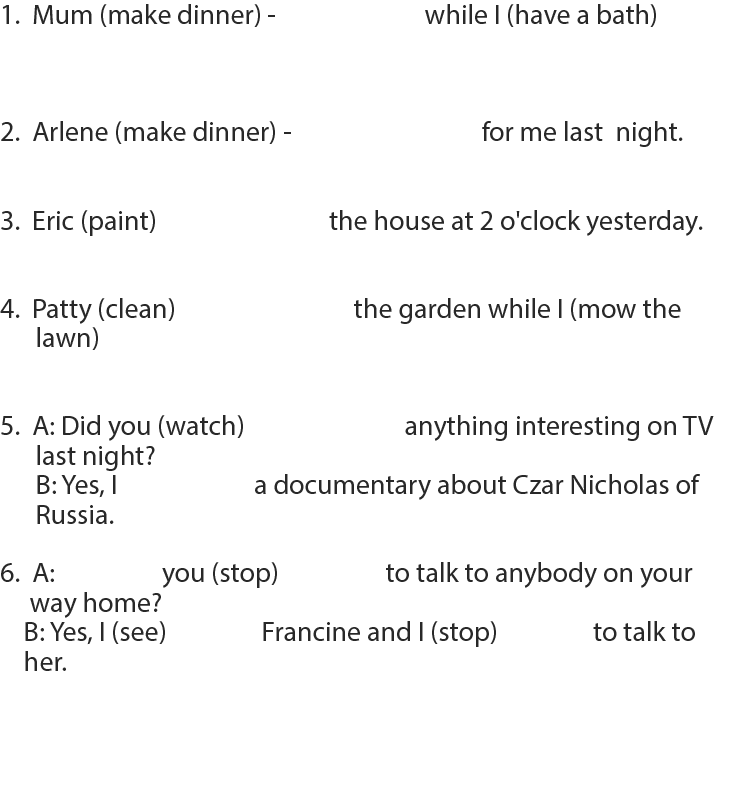 1. Mum (make dinner) - while I (have a bath)
2. Arlene (make dinner) - for me last night.
3. Eric (paint) the house at 2 o'clock yesterday.
4. Patty (clean) the garden while I (mow the
lawn)
5. A: Did you (watch) anything interesting on TV
last night?
B: Yes, I a documentary about Czar Nicholas of
Russia.
6. A: you (stop) to talk to anybody on your
way home?
B: Yes, I (see) Francine and I (stop) to talk to
her.